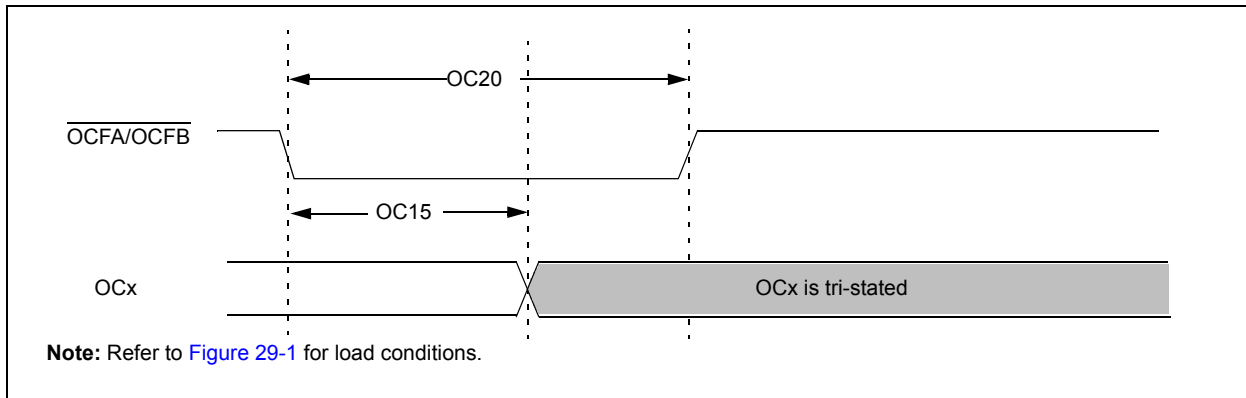 OC20
OCFA/OCFB
OC15
OCx
OCx is tri-stated
Note: Refer to Figure 29-1 for load conditions.